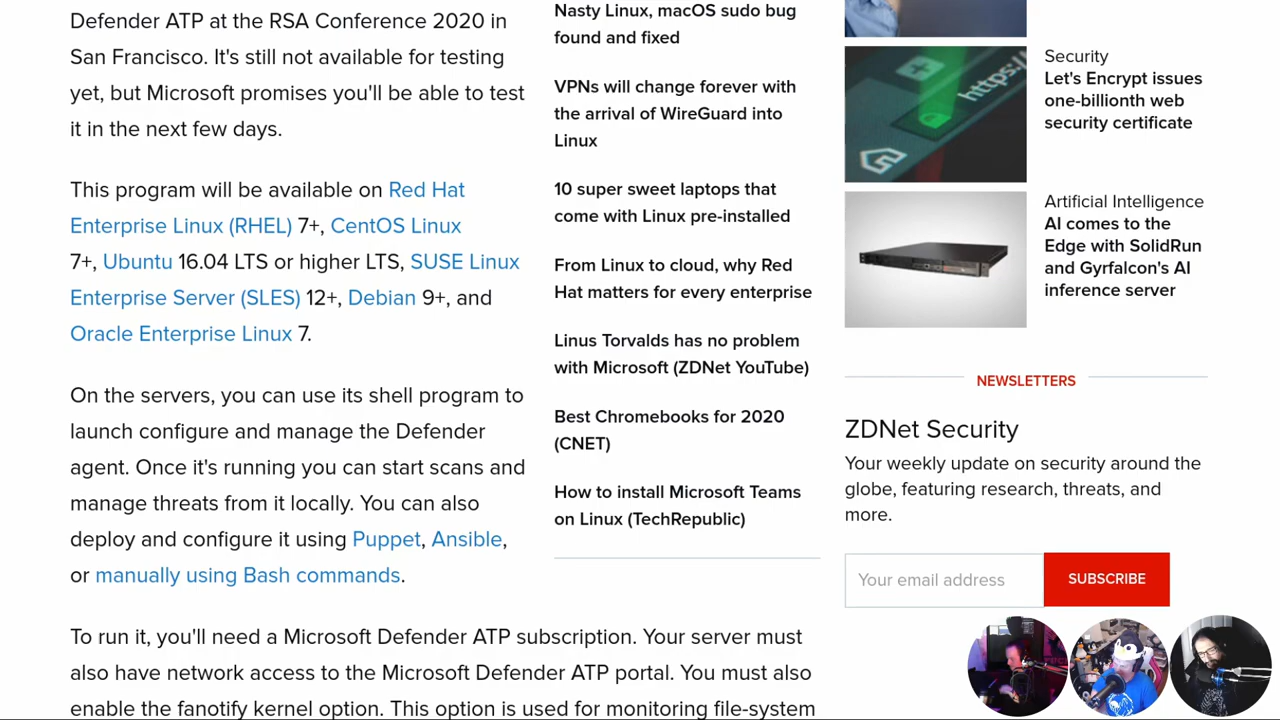 Defender ATP at the RSA Conference 2020 in
San Francisco. It's still not available for testing
yet, but Microsoft promises you'll be able to test
it in the next few days.
This program will be available on Red Hat
Enterprise Linux (RHEL) 7+, CentOS Linux
7+, Ubuntu 16.04 LTS or higher LTS, SUSE Linux
Enterprise Server (SLES) 12+, Debian 9+, and
Oracle Enterprise Linux 7.
On the servers, you can use its shell program to
launch configure and manage the Defender
agent. Once it's running you can start scans and
manage threats from it locally. You can also
deploy and configure it using Puppet, Ansible,
or manually using Bash commands.
To run it, you'll need a Microsoft Defender ATP subscription. Your server must
also have network access to the Microsoft Defender ATP portal. You must also
enable the fanotify kernel option. This option is used for monitoring file-system
Nasty Linux, macOS sudo bug
found and fixed
VPNs will change forever with
the arrival of WireGuard into
Linux
10 super sweet laptops that
come with Linux pre-installed
From Linux to cloud, why Red
Hat matters for every enterprise
Linus Torvalds has no problem
with Microsoft (ZDNet YouTube)
Best Chromebooks for 2020
(CNET)
How to install Microsoft Teams
on Linux (TechRepublic)
https:/
Security
Let's Encrypt issues
one-billionth web
security certificate
Artificial Intelligence
AI comes to the
Edge with SolidRun
and Gyrfalcon's AI
inference server
NEWSLETTERS
ZDNet Security
Your weekly update on security around the
globe, featuring research, threats, and
more.
Your email address
SUBSCRIBE